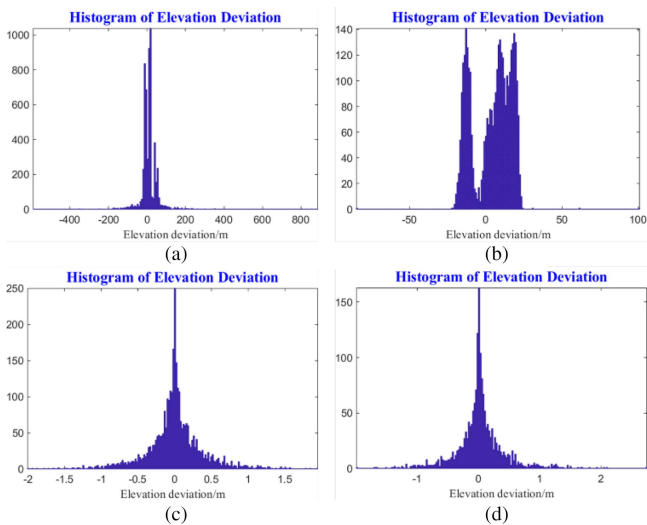 Histogram of Elevation Deviation
1000
800
600
400
200
0
-400 -200 0 200 400 600 800
Elevation deviation/m
(a)
Histogram of Elevation Deviation
140
120
100
80
60
40
20
0
-50 0 50 100
Elevation deviation/m
(b)
Histogram of Elevation Deviation
250
200
150
100
50
0
-2 -1.5 -1 -0.5 0 0.5 1 1.5
Elevation deviation/m
(c)
Histogram of Elevation Deviation
150
100
50
0
-1 0 1 2
Elevation deviation/m
(d)